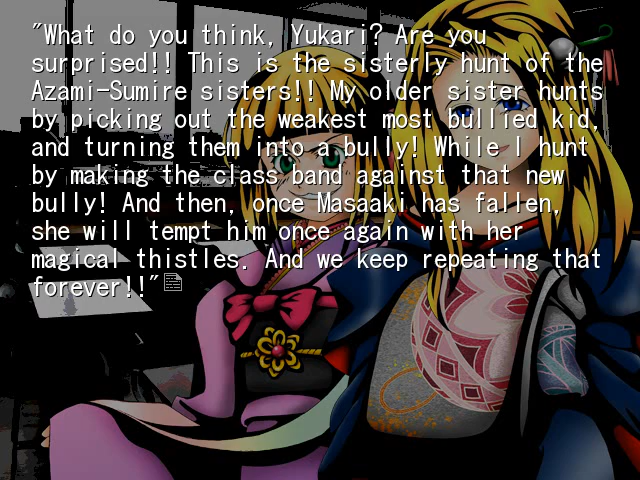 "What do you think, Yukari? Are you
surprised!! This is the sisterly hunt of the
Azami-Sumire sisters!! My older sister hunts
by picking out the weakest most bullied kid,
and turning them into a bully! While I hunt
by making the class band against that new
bully! And then, once Masaaki has fallen,
she will tempt him once again with her
magical thistles. And we keep repeating that
forever!!"